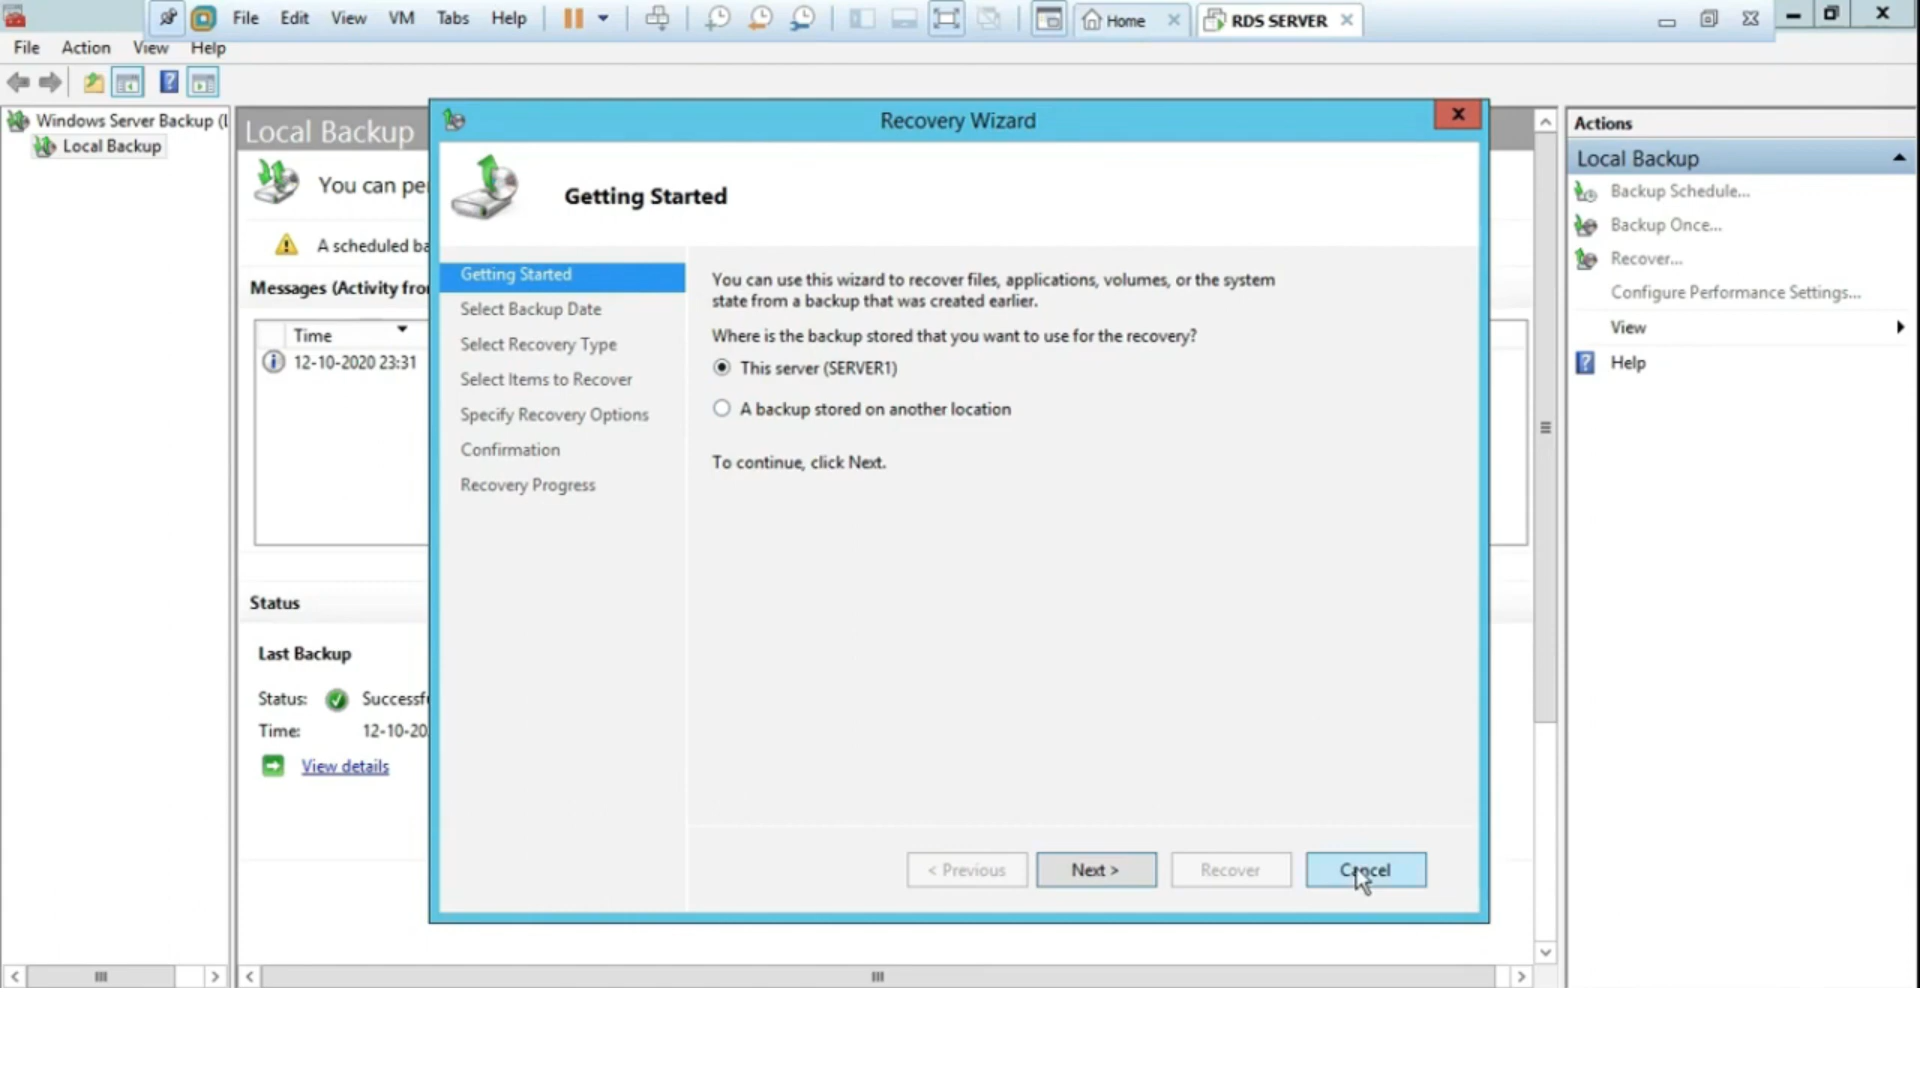 File Edit View VM Tabs Help Home RDS SERVER
File Action View Help
Windows Server Backup (L
Local Backup
Local Backup
You can pe
A scheduled ba
Messages (Activity fro
Time
12-10-2020 23:31
Status
Last Backup
Status: Successf
Time: 12-10-20
View details
Recovery Wizard
Getting Started
Getting Started
Select Backup Date
Select Recovery Type
Select Items to Recover
Specify Recovery Options
Confirmation
Recovery Progress
You can use this wizard to recover files, applications, volumes, or the system
state from a backup that was created earlier.
Where is the backup stored that you want to use for the recovery?
This server (SERVER1)
A backup stored on another location
To continue, click Next.
< Previous Next > Recover Cancel
Actions
Local Backup
Backup Schedule...
Backup Once...
Recover...
Configure Performance Settings...
View
Help